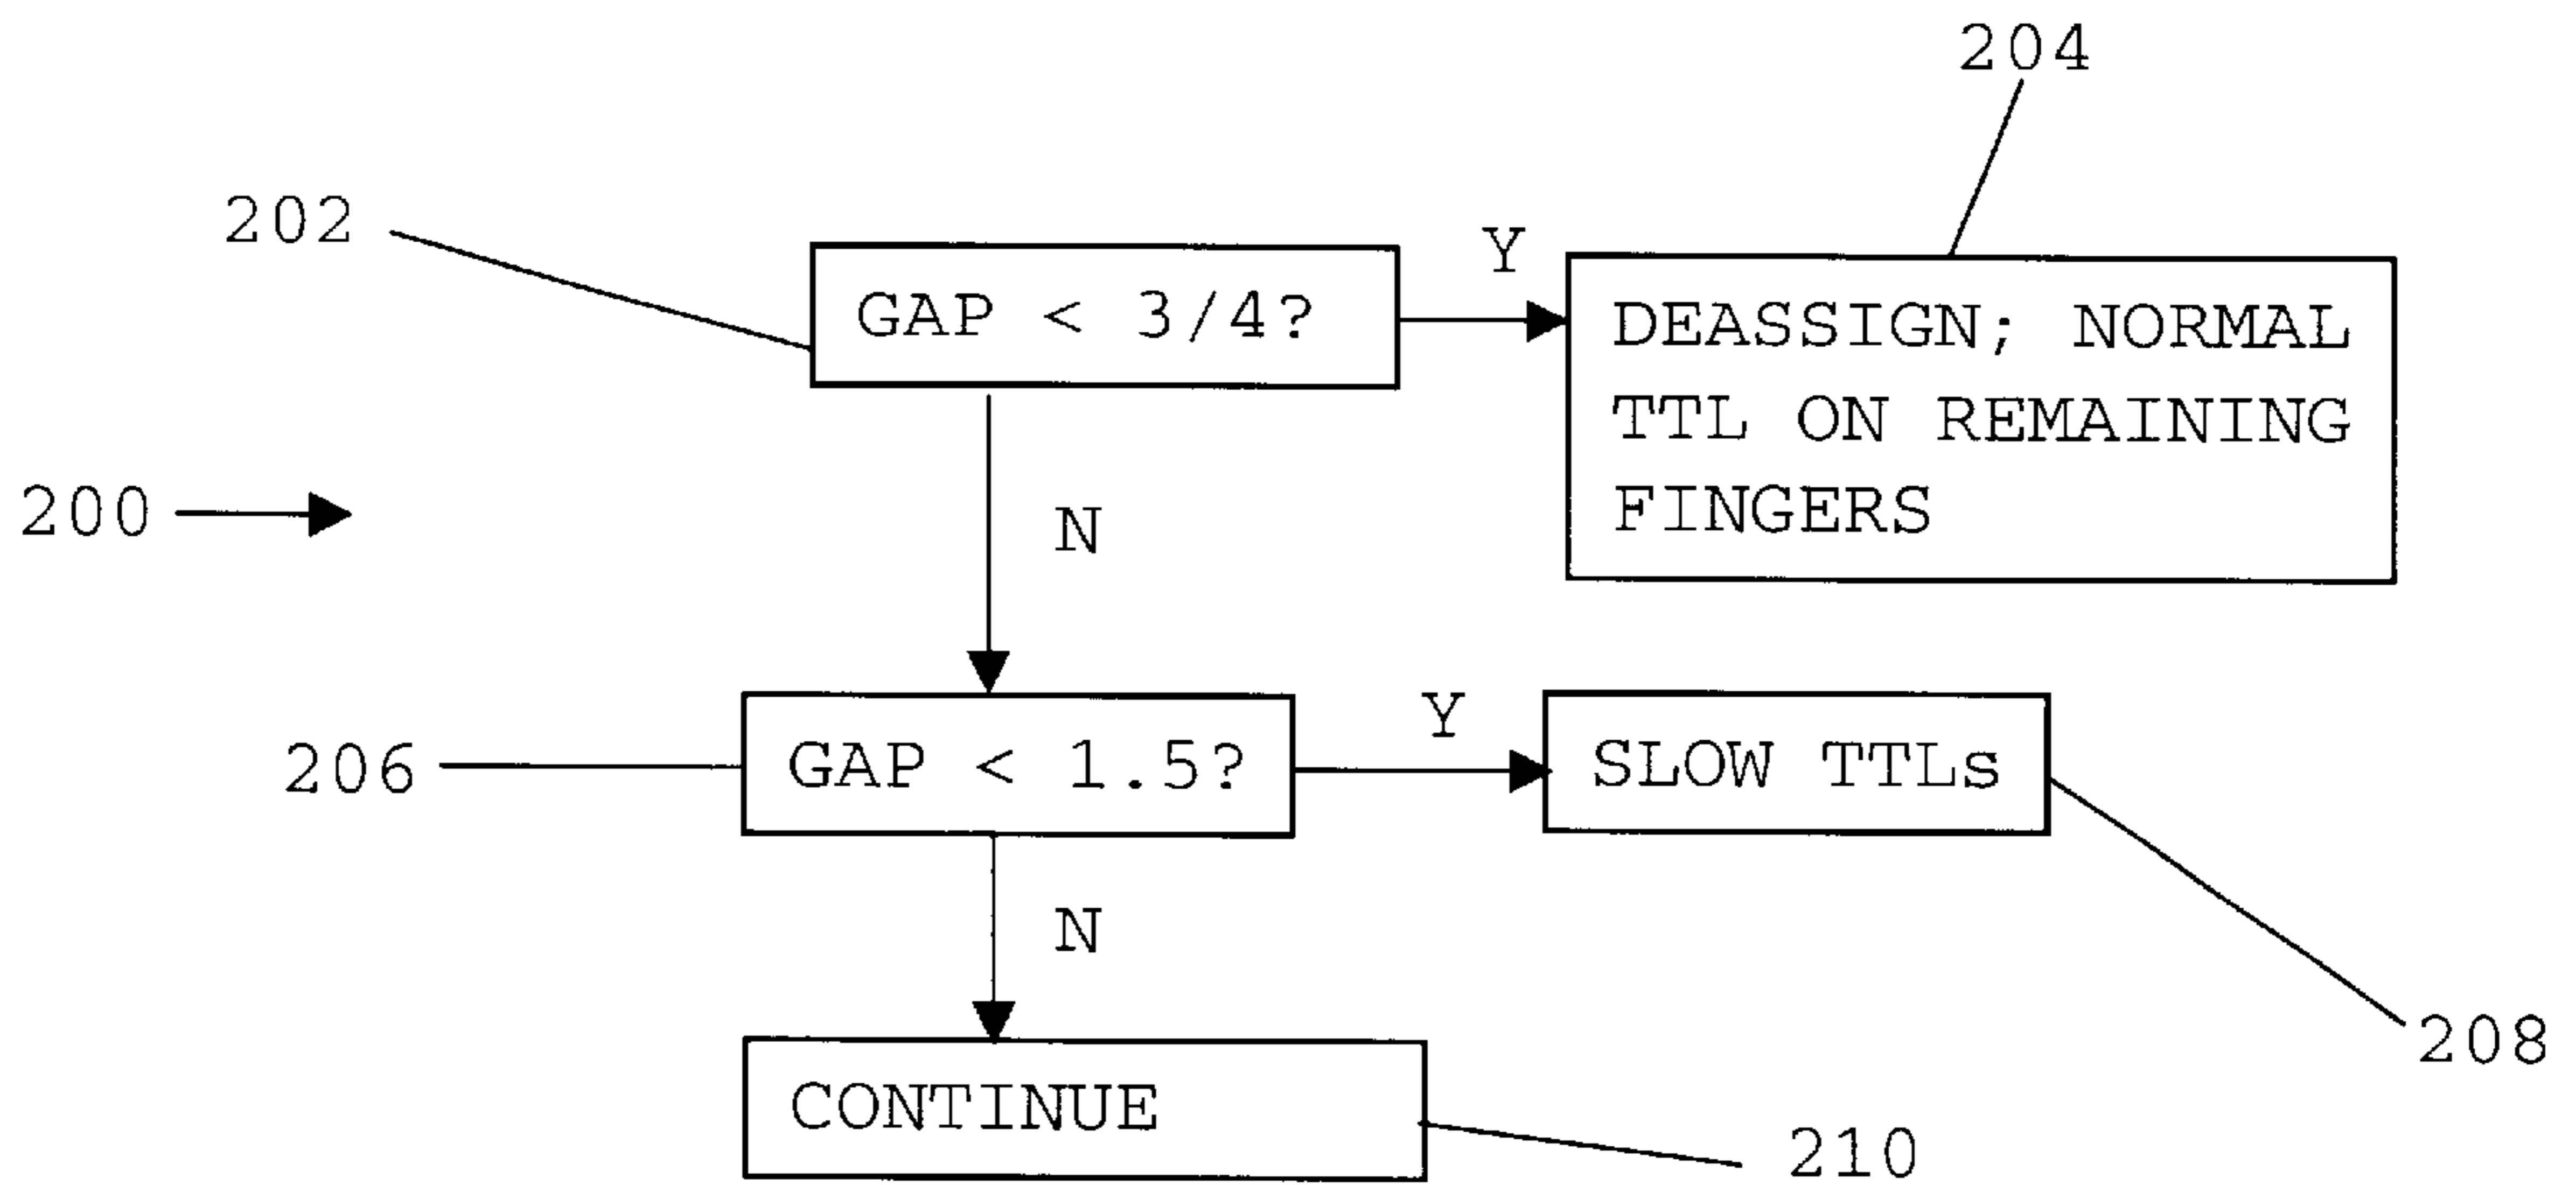 204
202
Y
GAP < 3/4?
DEASSIGN; NORMAL
TTL ON REMAINING
FINGERS
200
N
206
GAP < 1.5?
Y
SLOW TTLs
N
208
CONTINUE
210